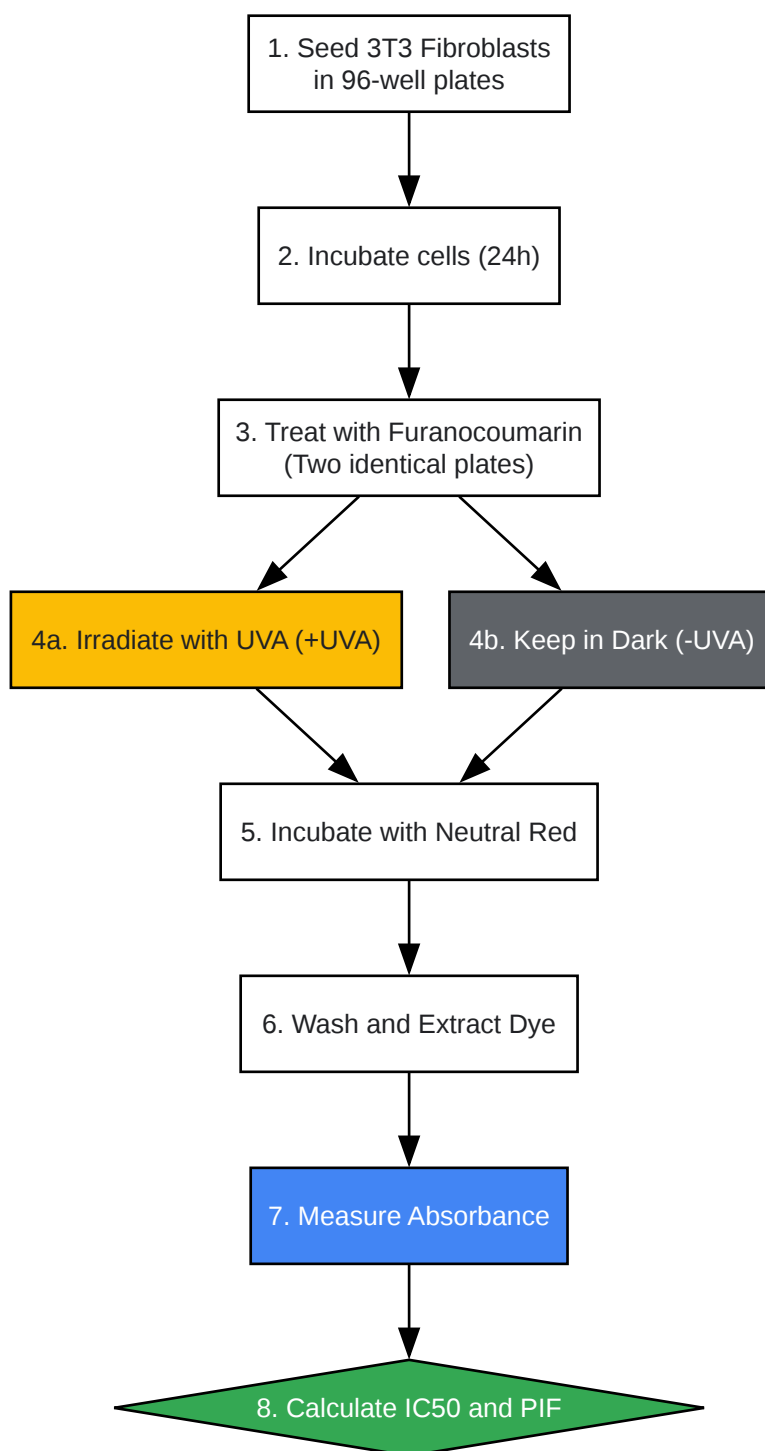 1. Seed 3T3 Fibroblasts
in 96-well plates
2. Incubate cells (24h)
3. Treat with Furanocoumarin
(Two identical plates)
4a. Irradiate with UVA (+UVA)
4b. Keep in Dark (-UVA)
5. Incubate with Neutral Red
6. Wash and Extract Dye
7. Measure Absorbance
8. Calculate IC50 and PIF